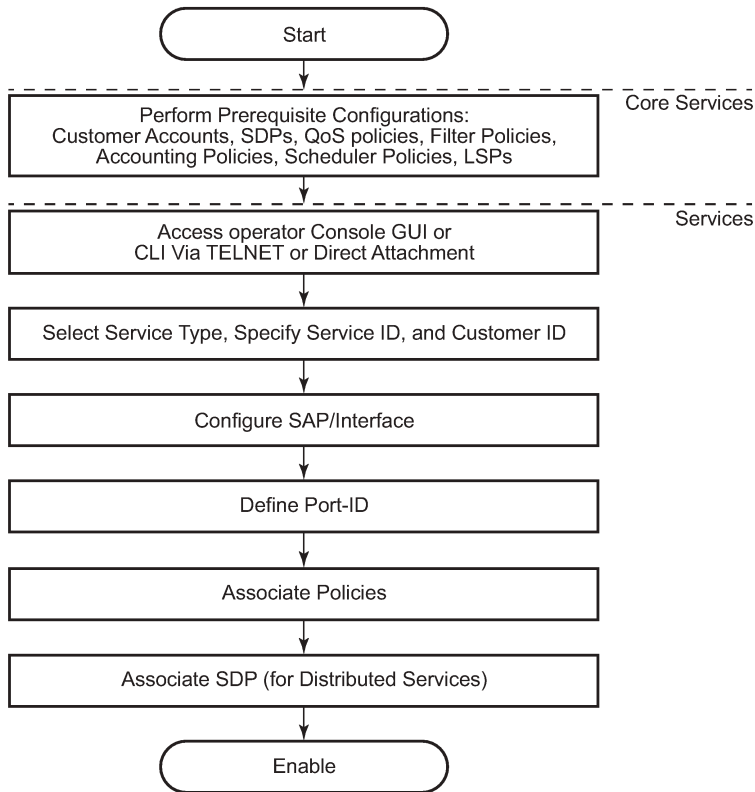 Start
Core Services
Perform Prerequisite Configurations:
Customer Accounts, SDPs, QoS policies, Filter Policies,
Accounting Policies, Scheduler Policies, LSPs
Services
Access operator Console GUI or
CLI Via TELNET or Direct Attachment
Select Service Type, Specify Service ID, and Customer ID
Configure SAP/Interface
Define Port-ID
Associate Policies
Associate SDP (for Distributed Services)
Enable